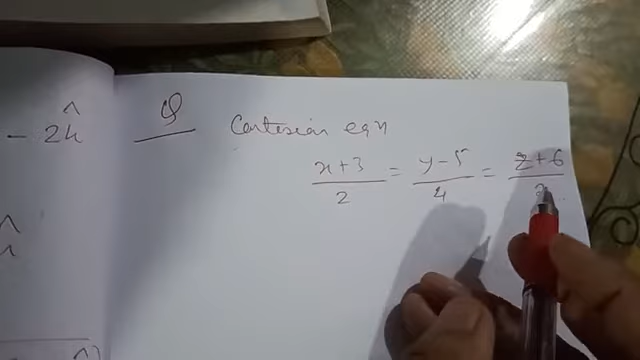 - 2k̂
Q Cartesian eqn
x+3/2 = y-5/4 = z+6/2